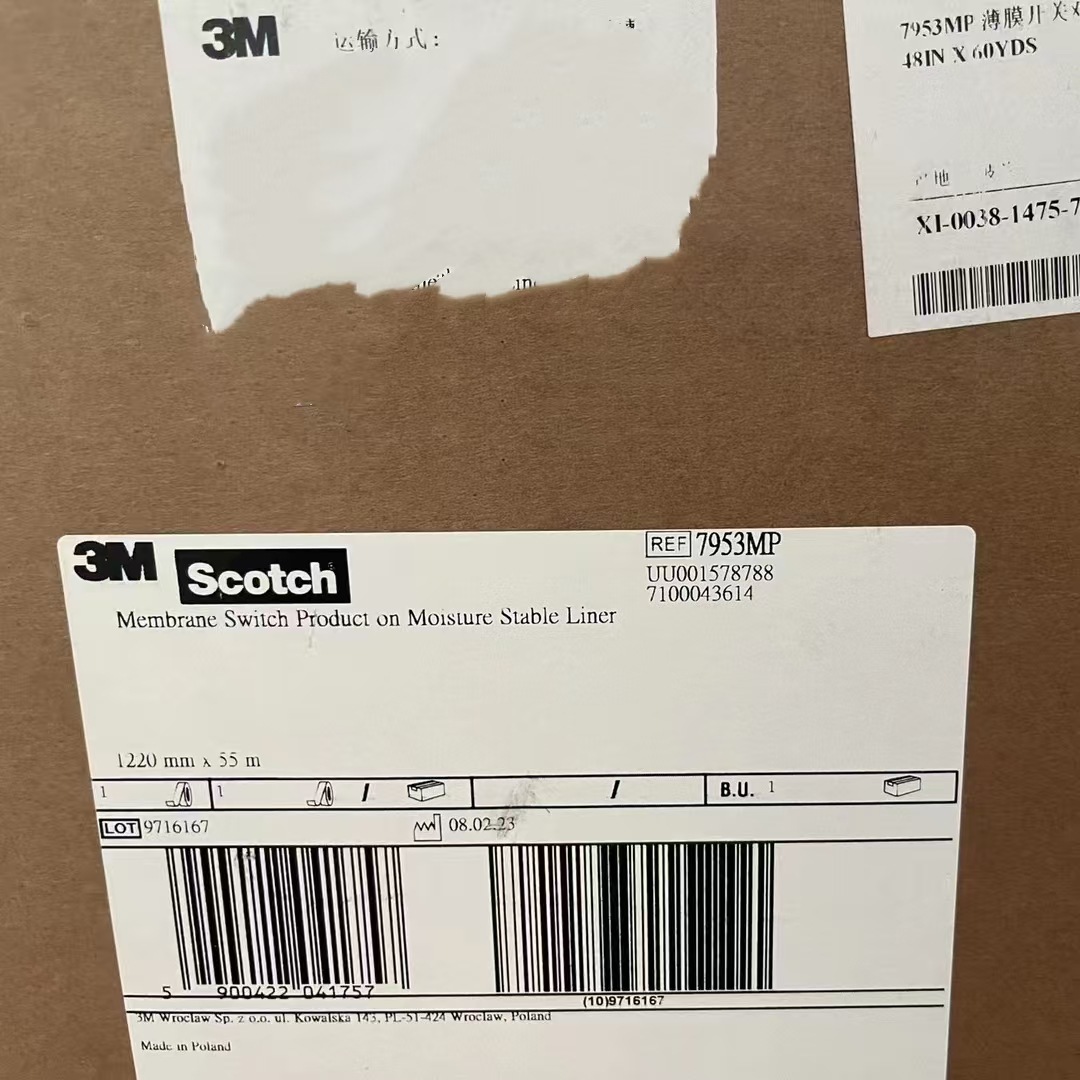 3M 运输方式:
7953MP 薄膜开关
48IN X 60YDS
产地
XI-0038-1475-7
3M Scotch
Membrane Switch Product on Moisture Stable Liner
REF 7953MP
UU001578788
7100043614
1220 mm x 55 m
1 1 / / B.U. 1
LOT 9716167 08.02.23
5 900422 041757
(10)9716167
3M Wroclaw Sp. z o.o. ul. Kowalska 143, PL-51-424 Wroclaw, Poland
Made in Poland